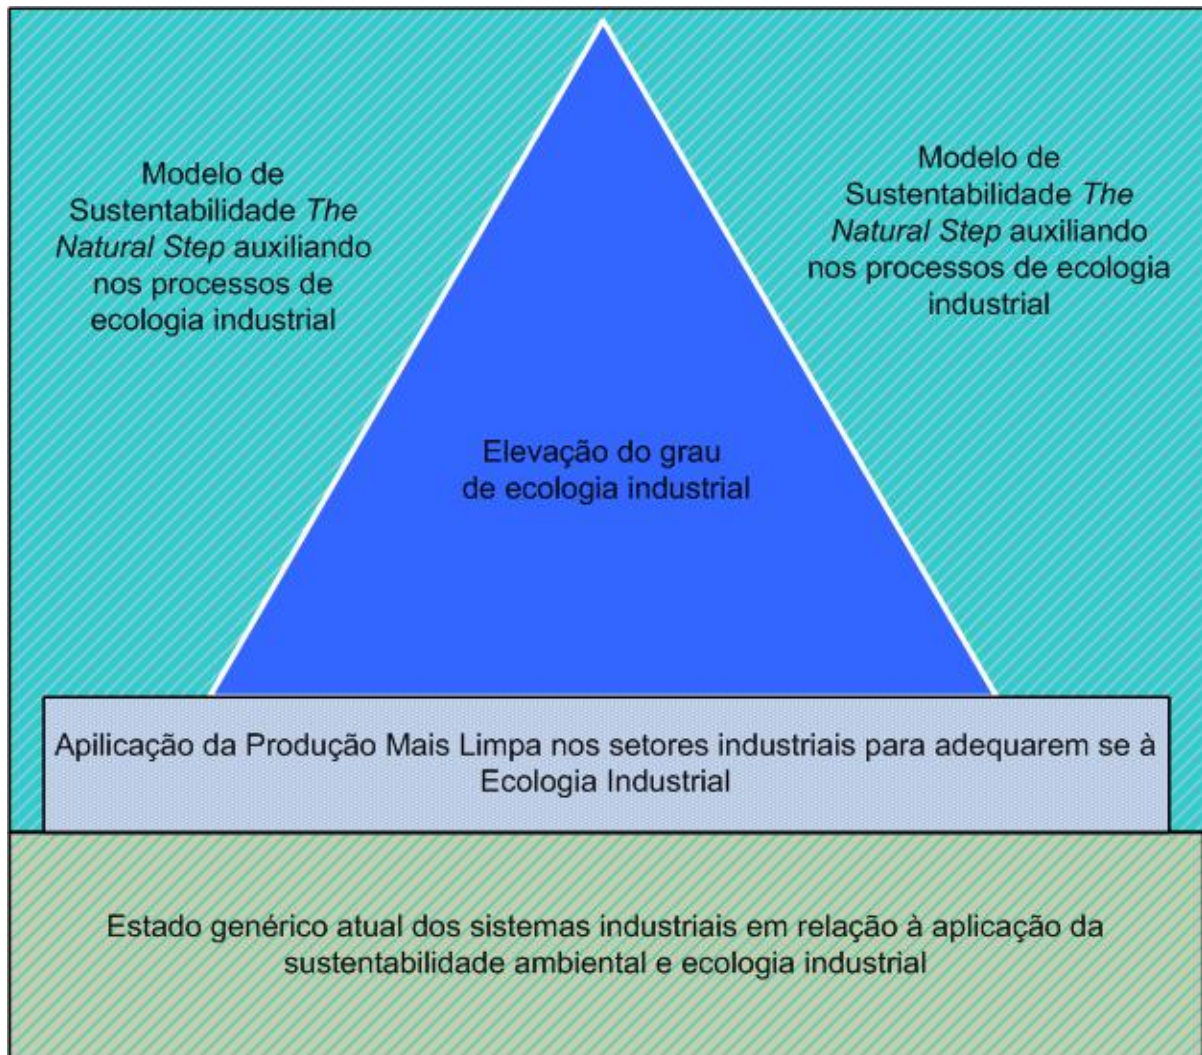 Modelo de
Sustentabilidade The
Natural Step auxiliando
nos processos de
ecologia industrial
Modelo de
Sustentabilidade The
Natural Step auxiliando
nos processos de ecologia
industrial
Elevação do grau
de ecologia industrial
Apilicação da Produção Mais Limpa nos setores industriais para adequarem se à
Ecologia Industrial
Estado genérico atual dos sistemas industriais em relação à aplicação da
sustentabilidade ambiental e ecologia industrial